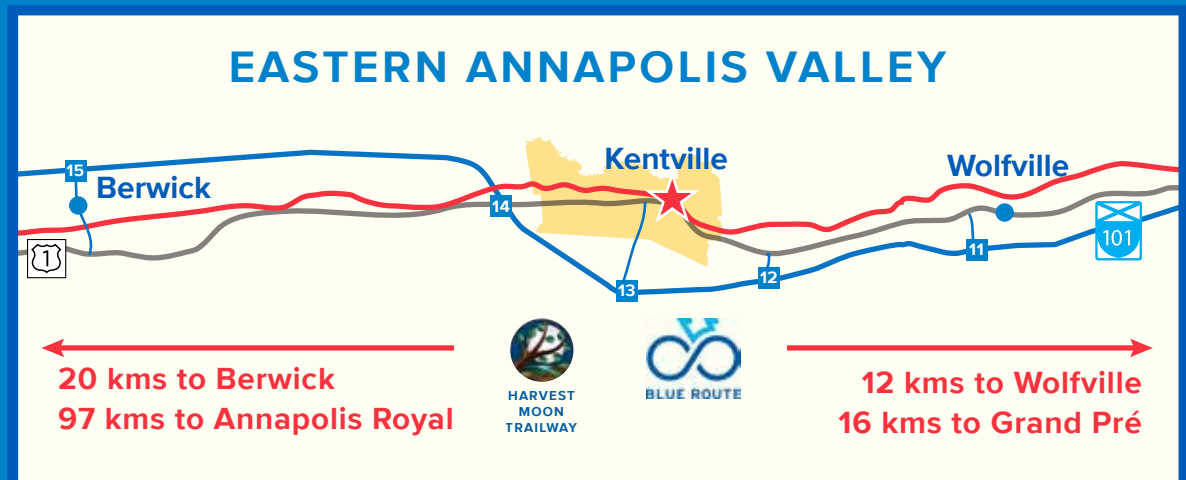 EASTERN ANNAPOLIS VALLEY
Kentville
Wolfville
15
Berwick
14
101
1
11
12
13
20 kms to Berwick
97 kms to Annapolis Royal
HARVEST
MOON
TRAILWAY
BLUE ROUTE
12 kms to Wolfville
16 kms to Grand Pré